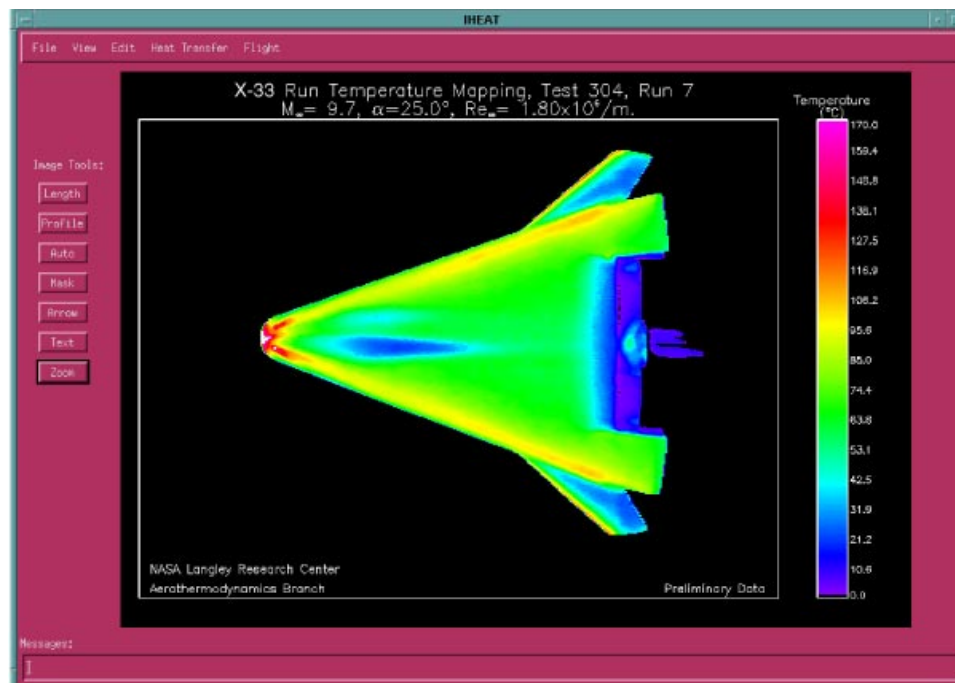 IHEAT
File View Edit Heat Transfer Flight
X-33 Run Temperature Mapping, Test 304, Run 7
M∞= 9.7, α=25.0°, Re∞= 1.80x10⁶/m.
Temperature
(°C)
170.0
159.4
148.8
138.1
127.5
116.9
106.2
95.6
85.0
74.4
63.8
53.1
42.5
31.9
21.2
10.6
0.0
Image Tools:
Length
Profile
Auto
Mask
Arrow
Text
Zoom
NASA Langley Research Center
Aerothermodynamics Branch
Preliminary Data
Messages: